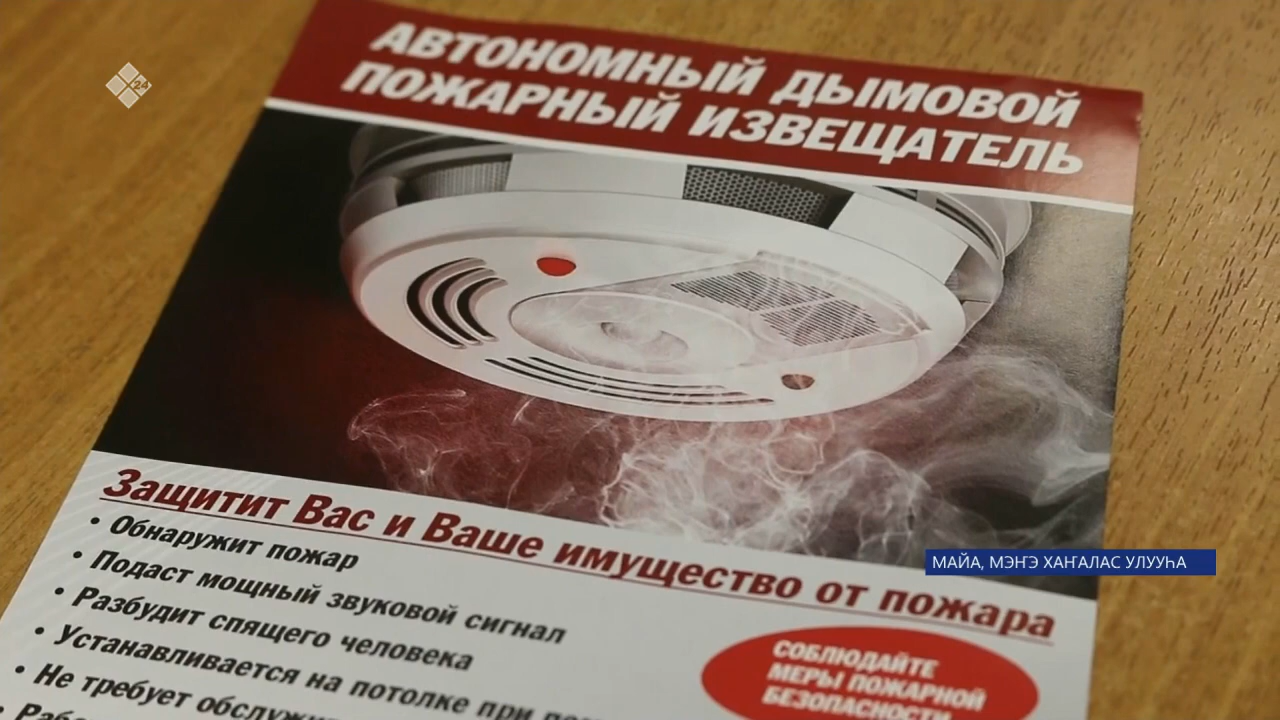 АВТОНОМНЫЙ ДЫМОВОЙ
ПОЖАРНЫЙ ИЗВЕЩАТЕЛЬ
24
Защитит Вас и Ваше имущество от пожара
• Обнаружит пожар
• Подаст мощный звуковой сигнал
• Разбудит спящего человека
• Устанавливается на потолке при
• Не требует
СОБЛЮДАЙТЕ
МЕРЫ ПОЖАРНОЙ
БЕЗОПАСНОСТИ
МАЙА, МЭҤЭ ХАҤАЛАС УЛУУҺА